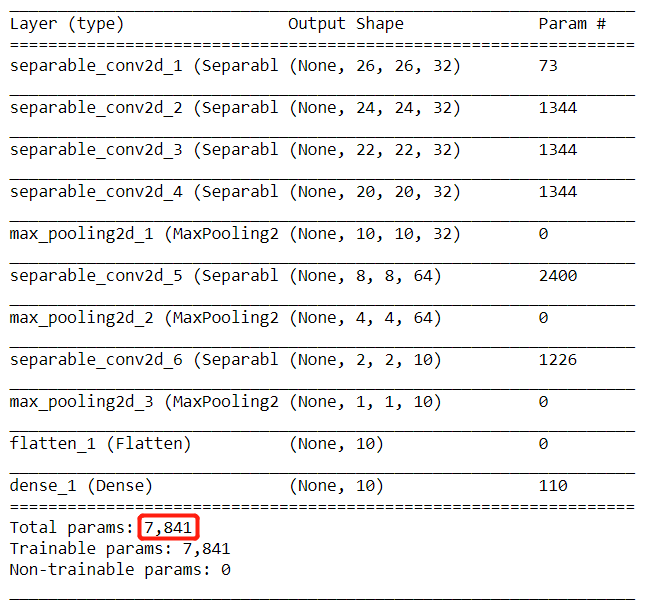 Layer (type) Output Shape Param #
separable_conv2d_1 (Separabl (None, 26, 26, 32) 73
separable_conv2d_2 (Separabl (None, 24, 24, 32) 1344
separable_conv2d_3 (Separabl (None, 22, 22, 32) 1344
separable_conv2d_4 (Separabl (None, 20, 20, 32) 1344
max_pooling2d_1 (MaxPooling2 (None, 10, 10, 32) 0
separable_conv2d_5 (Separabl (None, 8, 8, 64) 2400
max_pooling2d_2 (MaxPooling2 (None, 4, 4, 64) 0
separable_conv2d_6 (Separabl (None, 2, 2, 10) 1226
max_pooling2d_3 (MaxPooling2 (None, 1, 1, 10) 0
flatten_1 (Flatten) (None, 10) 0
dense_1 (Dense) (None, 10) 110
Total params: 7,841
Trainable params: 7,841
Non-trainable params: 0